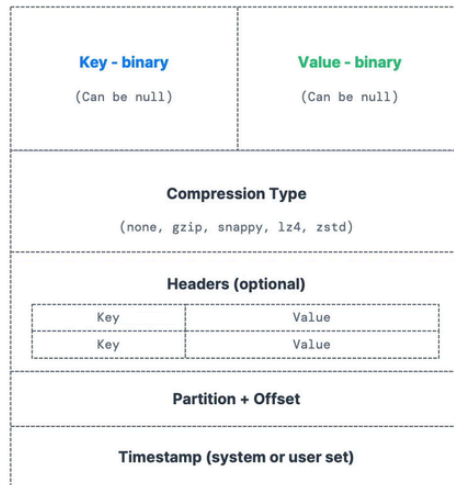 Key - binary
Value - binary
(Can be null)
(Can be null)
Compression Type
(none, gzip, snappy, lz4, zstd)
Headers (optional)
Key
Value
Key
Value
Partition + Offset
Timestamp (system or user set)